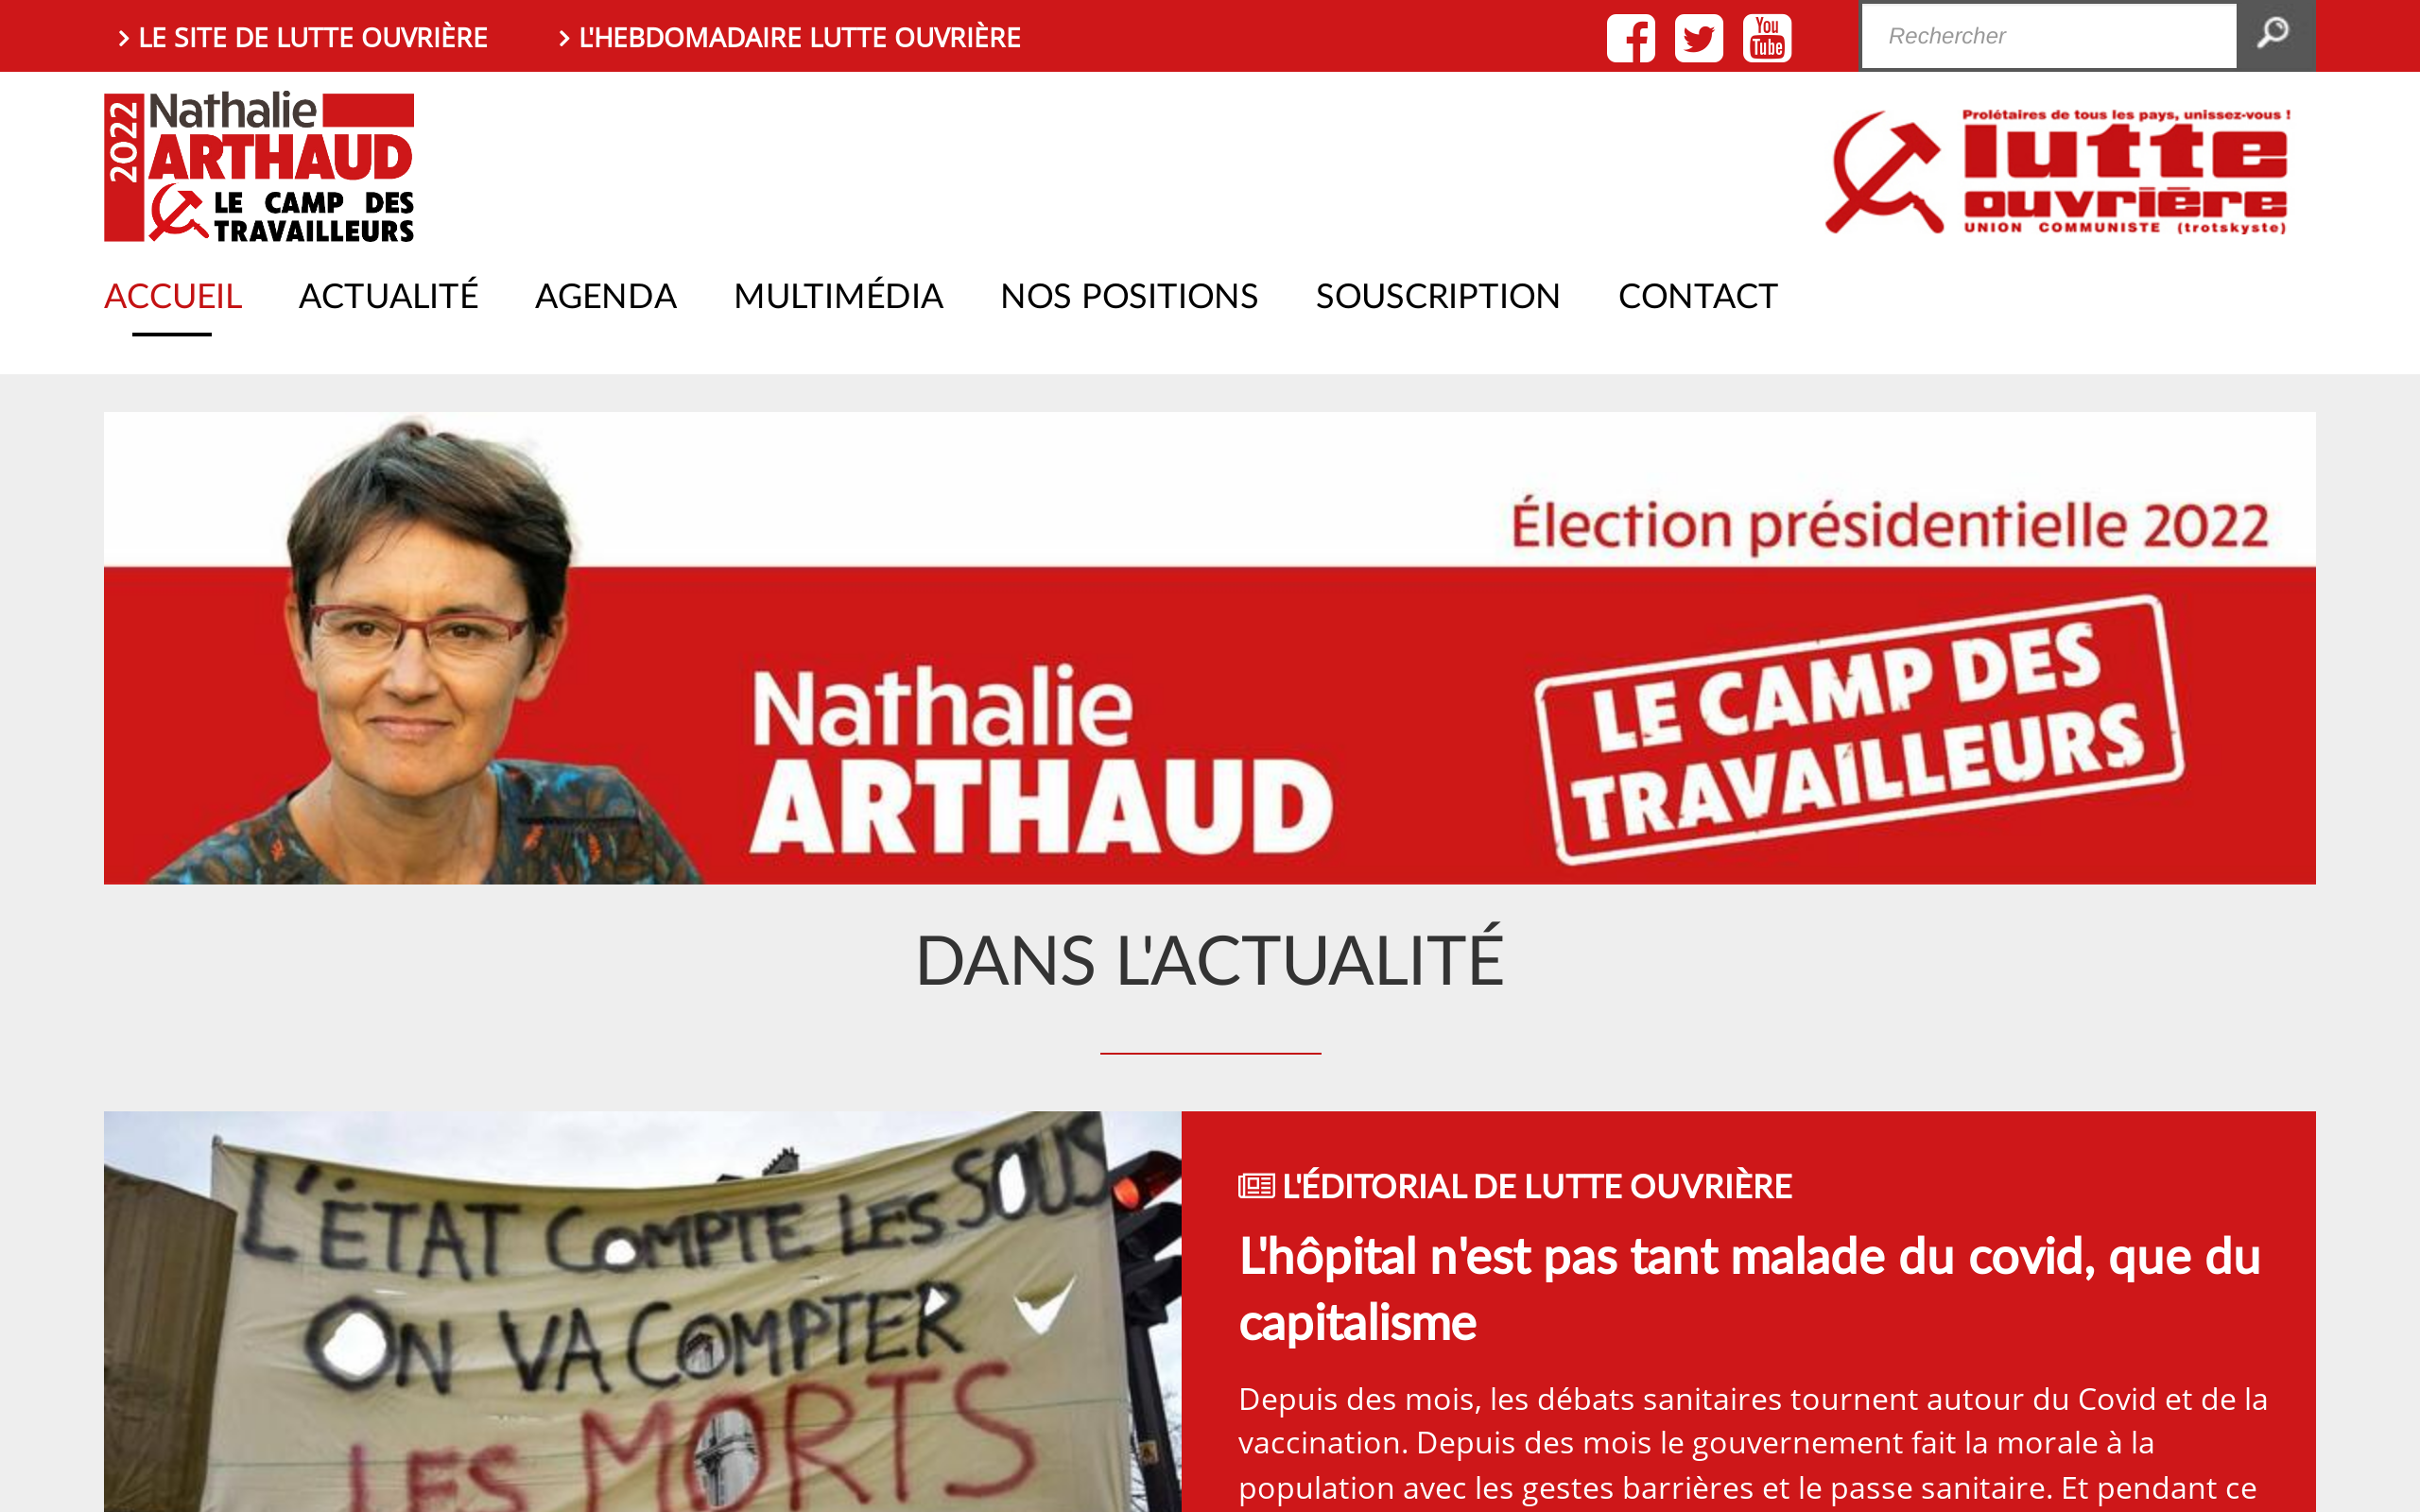 LE SITE DE LUTTE OUVRIÈRE
L'HEBDOMADAIRE LUTTE OUVRIÈRE
You
Tube
Rechercher
2022
Nathalie
ARTHAUD
LE CAMP DES
TRAVAILLEURS
Prolétaires de tous les pays, unissez-vous !
lutte
ouvrière
UNION COMMUNISTE (trotskyste)
ACCUEIL
ACTUALITÉ
AGENDA
MULTIMÉDIA
NOS POSITIONS
SOUSCRIPTION
CONTACT
Élection présidentielle 2022
Nathalie
ARTHAUD
LE CAMP DES
TRAVAILLEURS
DANS L'ACTUALITÉ
L'ÉTAT COMPTE LES SOUS
ON VA COMPTER
LES MORTS
L'ÉDITORIAL DE LUTTE OUVRIÈRE
L'hôpital n'est pas tant malade du covid, que du
capitalisme
Depuis des mois, les débats sanitaires tournent autour du Covid et de la
vaccination. Depuis des mois le gouvernement fait la morale à la
population avec les gestes barrières et le passe sanitaire. Et pendant ce